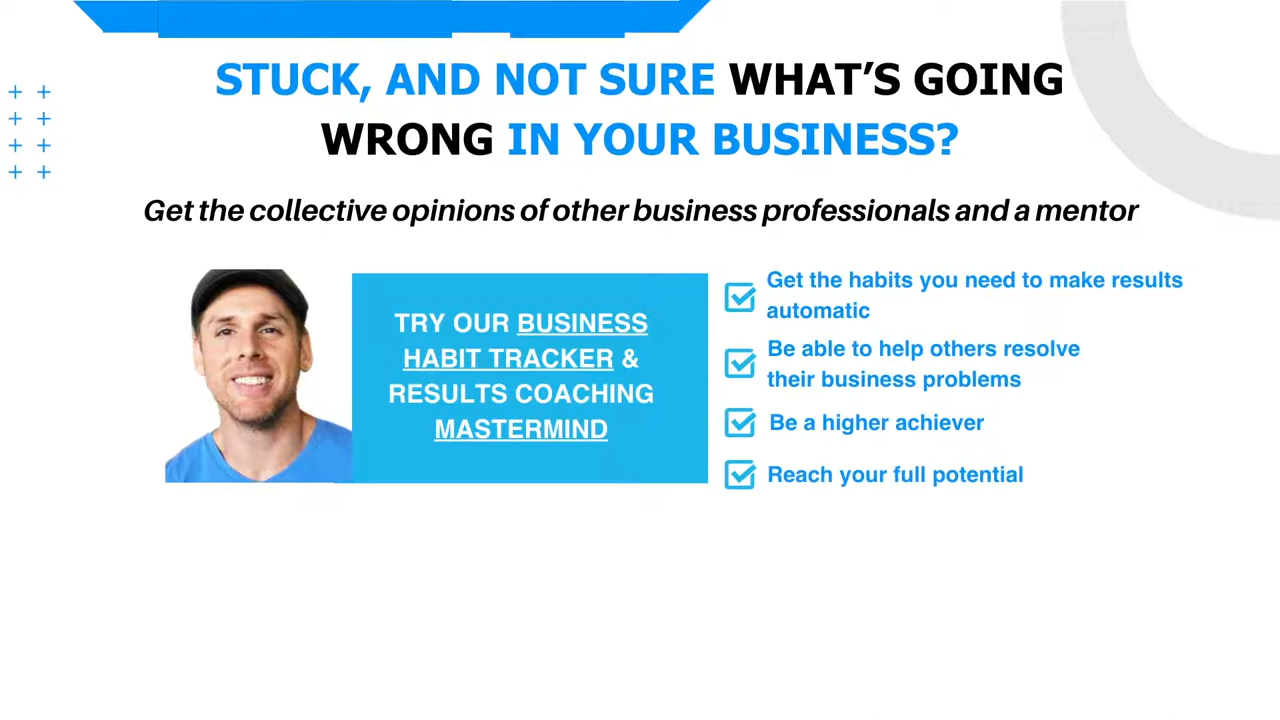 STUCK, AND NOT SURE WHAT’S GOING
WRONG IN YOUR BUSINESS?
Get the collective opinions of other business professionals and a mentor
TRY OUR BUSINESS
HABIT TRACKER &
RESULTS COACHING
MASTERMIND
Get the habits you need to make results
automatic
Be able to help others resolve
their business problems
Be a higher achiever
Reach your full potential